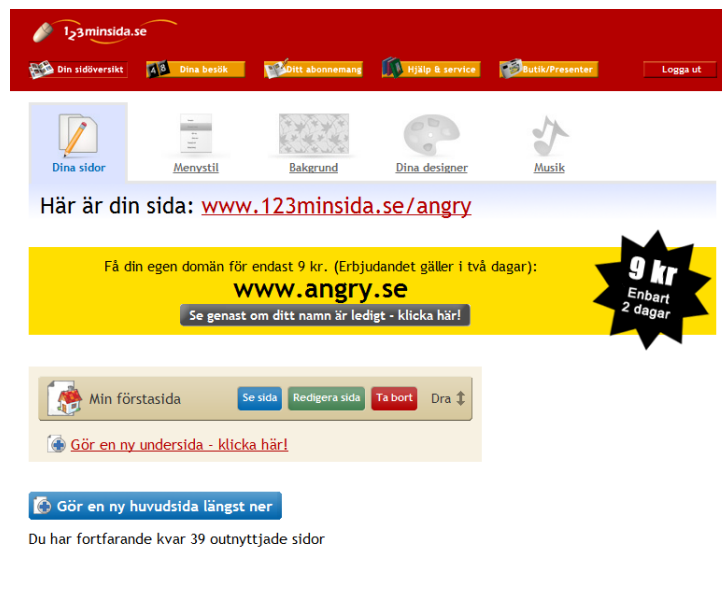 123minsida.se
Din sidöversikt Dina besök Ditt abonnemang Hjälp & service Butik/Presenter Logga ut
Dina sidor Menystil Bakgrund Dina designer Musik
Här är din sida: www.123minsida.se/angry
Få din egen domän för endast 9 kr. (Erbjudandet gäller i två dagar):
www.angry.se
Se genast om ditt namn är ledigt - klicka här!
9 kr
Enbart
2 dagar
Min förstasida Se sida Redigera sida Ta bort Dra
Gör en ny undersida - klicka här!
Gör en ny huvudsida längst ner
Du har fortfarande kvar 39 outnyttjade sidor